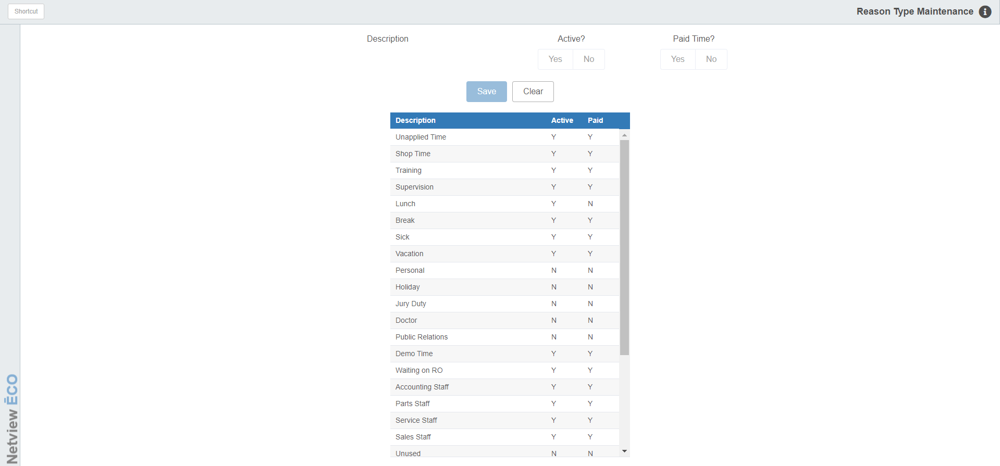 Shortcut
Reason Type Maintenance
Description Active? Paid Time?
Yes No Yes No
Save Clear
Description Active Paid
Unapplied Time Y Y
Shop Time Y Y
Training Y Y
Supervision Y Y
Lunch Y N
Break Y Y
Sick Y Y
Vacation Y Y
Personal N N
Holiday N N
Jury Duty N N
Doctor N N
Public Relations N N
Demo Time Y Y
Waiting on RO Y Y
Accounting Staff Y Y
Parts Staff Y Y
Service Staff Y Y
Sales Staff Y Y
Unused N N
Netview ĒCO